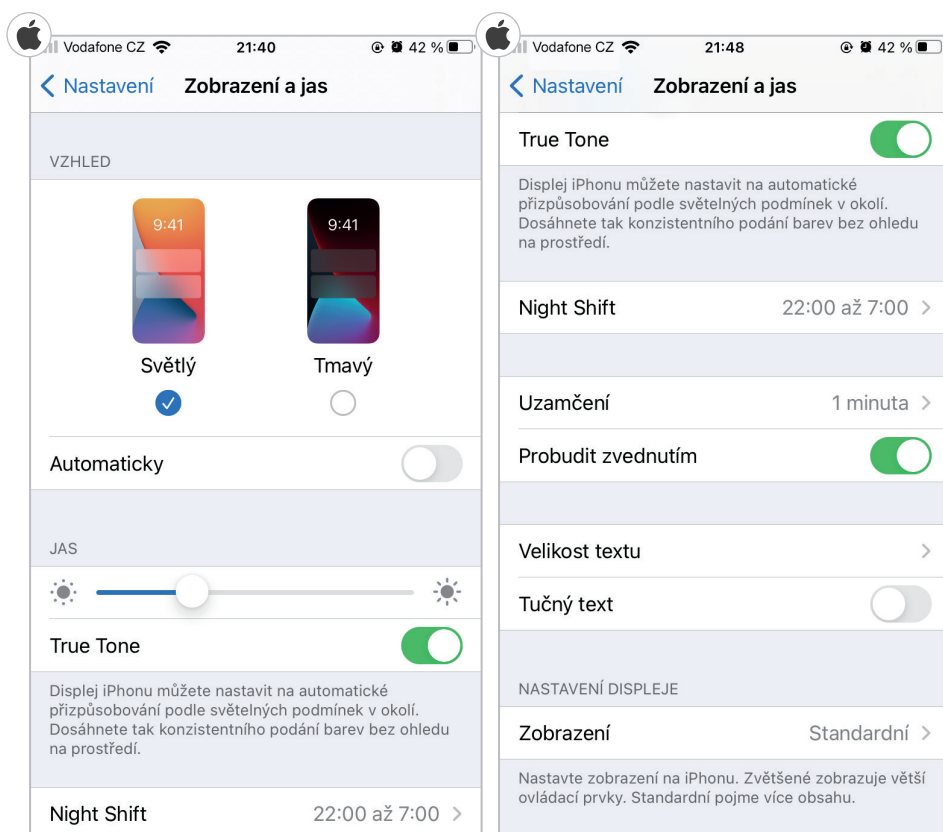 Vodafone CZ 21:40 42 %
Nastavení Zobrazení a jas
VZHLED
9:41 9:41
Světlý Tmavý
Automaticky
JAS
True Tone
Displej iPhonu můžete nastavit na automatické
přizpůsobování podle světelných podmínek v okolí.
Dosáhnete tak konzistentního podání barev bez ohledu
na prostředí.
Night Shift 22:00 až 7:00
Vodafone CZ 21:48 42 %
Nastavení Zobrazení a jas
True Tone
Displej iPhonu můžete nastavit na automatické
přizpůsobování podle světelných podmínek v okolí.
Dosáhnete tak konzistentního podání barev bez ohledu
na prostředí.
Night Shift 22:00 až 7:00
Uzamčení 1 minuta
Probudit zvednutím
Velikost textu
Tučný text
NASTAVENÍ DISPLEJE
Zobrazení Standardní
Nastavte zobrazení na iPhonu. Zvětšené zobrazuje větší
ovládací prvky. Standardní pojme více obsahu.